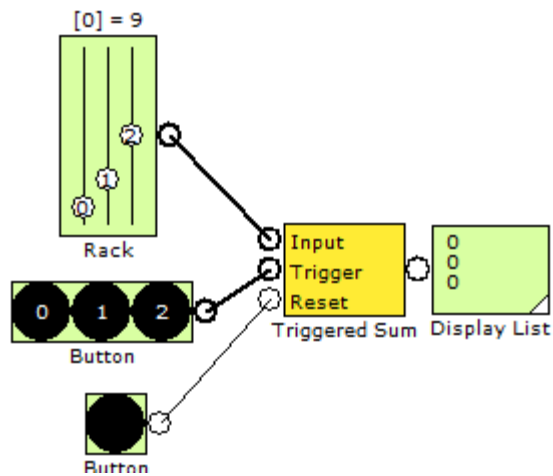 [0] = 9
2
1
0
Rack
Input
Trigger
Reset
Triggered Sum
0
0
0
Display List
0 1 2
Button
Button